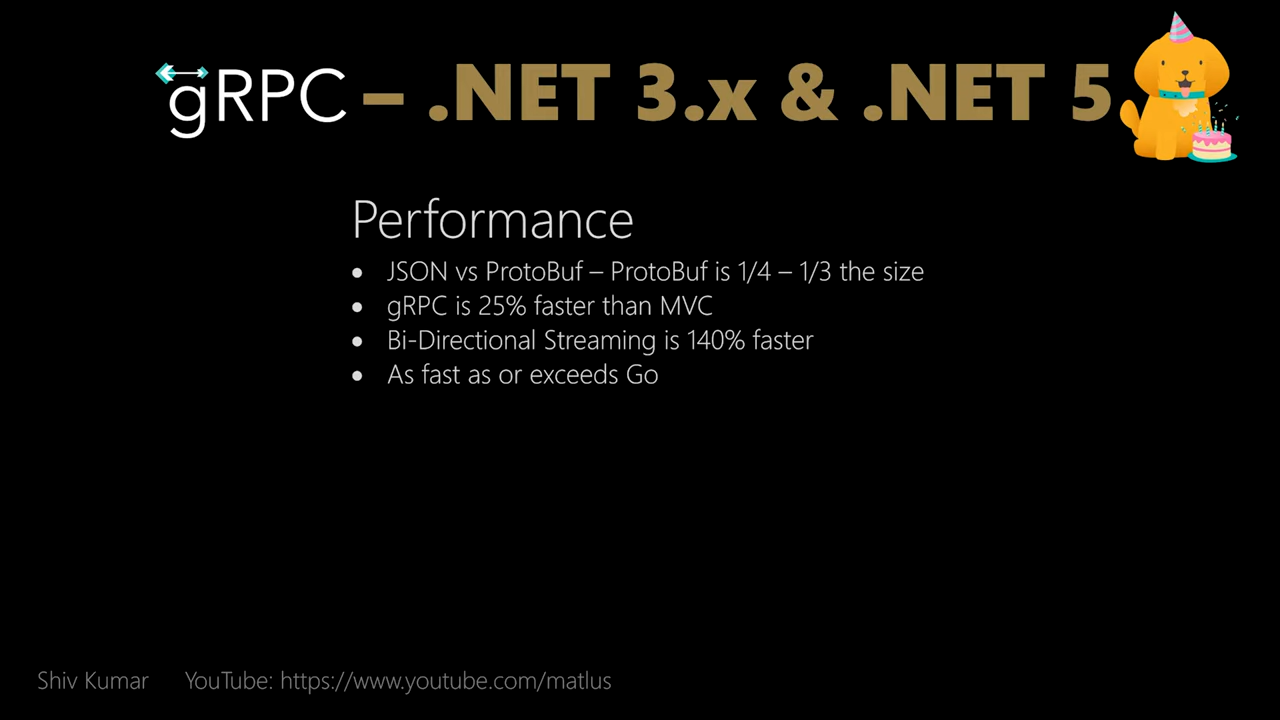 gRPC – .NET 3.x & .NET 5
Performance
• JSON vs ProtoBuf – ProtoBuf is 1/4 – 1/3 the size
• gRPC is 25% faster than MVC
• Bi-Directional Streaming is 140% faster
• As fast as or exceeds Go
Shiv Kumar YouTube: https://www.youtube.com/matlus